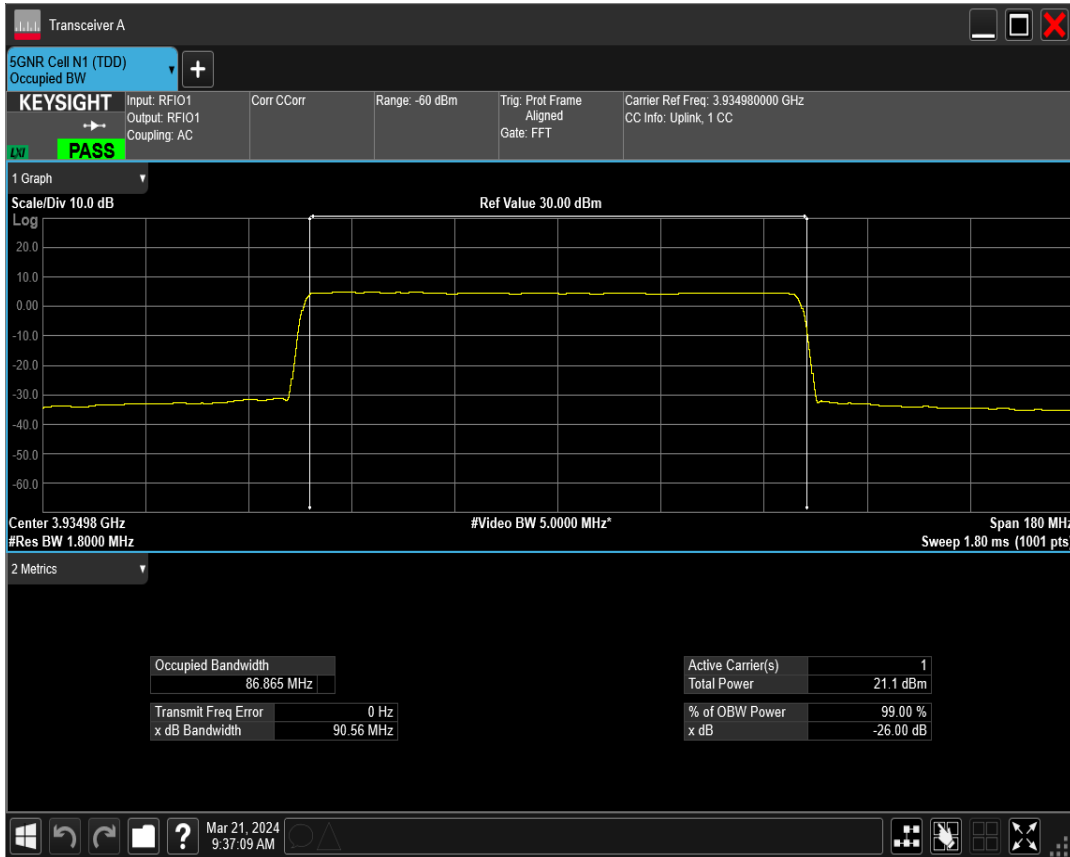 Transceiver A
5GNR Cell N1 (TDD)
Occupied BW
+
KEYSIGHT
LXI
PASS
Input: RFIO1
Output: RFIO1
Coupling: AC
Corr CCorr
Range: -60 dBm
Trig: Prot Frame
Aligned
Gate: FFT
Carrier Ref Freq: 3.934980000 GHz
CC Info: Uplink, 1 CC
1 Graph
Scale/Div 10.0 dB
Ref Value 30.00 dBm
Log
20.0
10.0
0.00
-10.0
-20.0
-30.0
-40.0
-50.0
-60.0
Center 3.93498 GHz
#Video BW 5.0000 MHz*
Span 180 MHz
#Res BW 1.8000 MHz
Sweep 1.80 ms (1001 pts)
2 Metrics
Occupied Bandwidth
86.865 MHz
Transmit Freq Error 0 Hz
x dB Bandwidth 90.56 MHz
Active Carrier(s) 1
Total Power 21.1 dBm
% of OBW Power 99.00 %
x dB -26.00 dB
?
Mar 21, 2024
9:37:09 AM